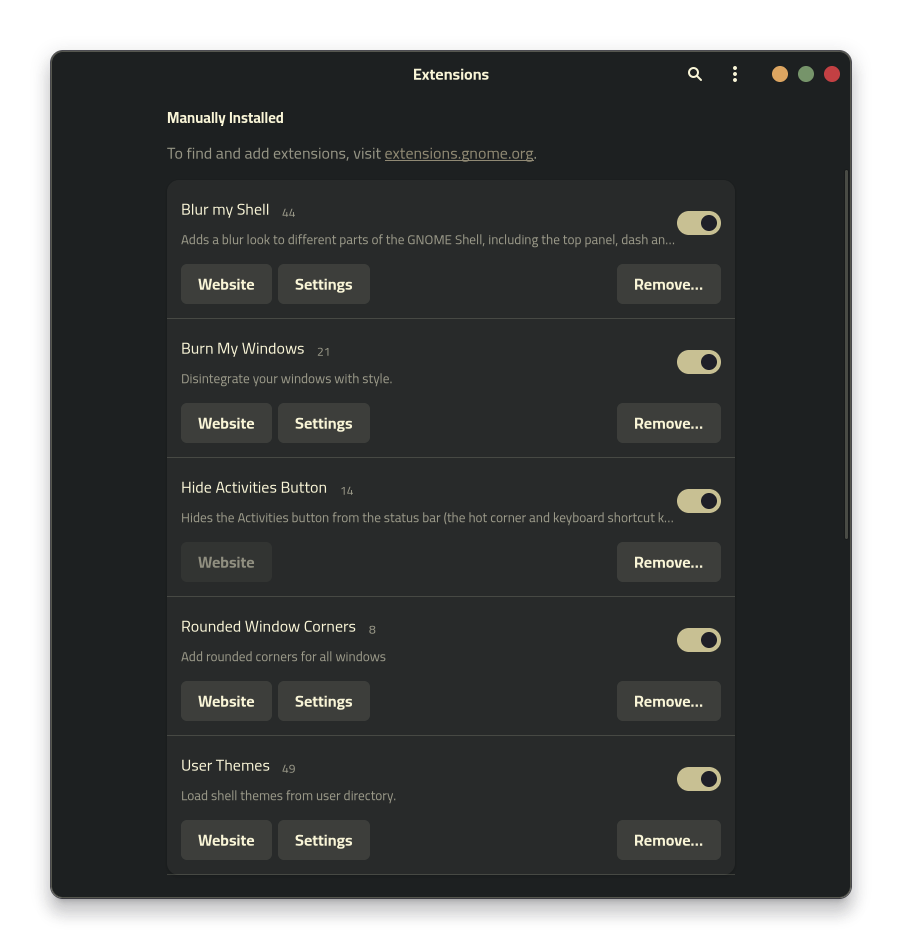 Extensions
Manually Installed
To find and add extensions, visit extensions.gnome.org.
Blur my Shell 44
Adds a blur look to different parts of the GNOME Shell, including the top panel, dash an...
Website Settings Remove...
Burn My Windows 21
Disintegrate your windows with style.
Website Settings Remove...
Hide Activities Button 14
Hides the Activities button from the status bar (the hot corner and keyboard shortcut k...
Website Remove...
Rounded Window Corners 8
Add rounded corners for all windows
Website Settings Remove...
User Themes 49
Load shell themes from user directory.
Website Settings Remove...